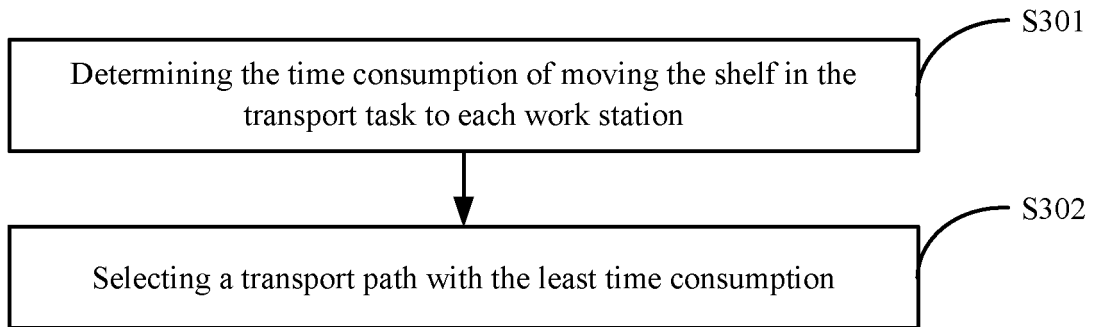 S301
Determining the time consumption of moving the shelf in the
transport task to each work station
S302
Selecting a transport path with the least time consumption